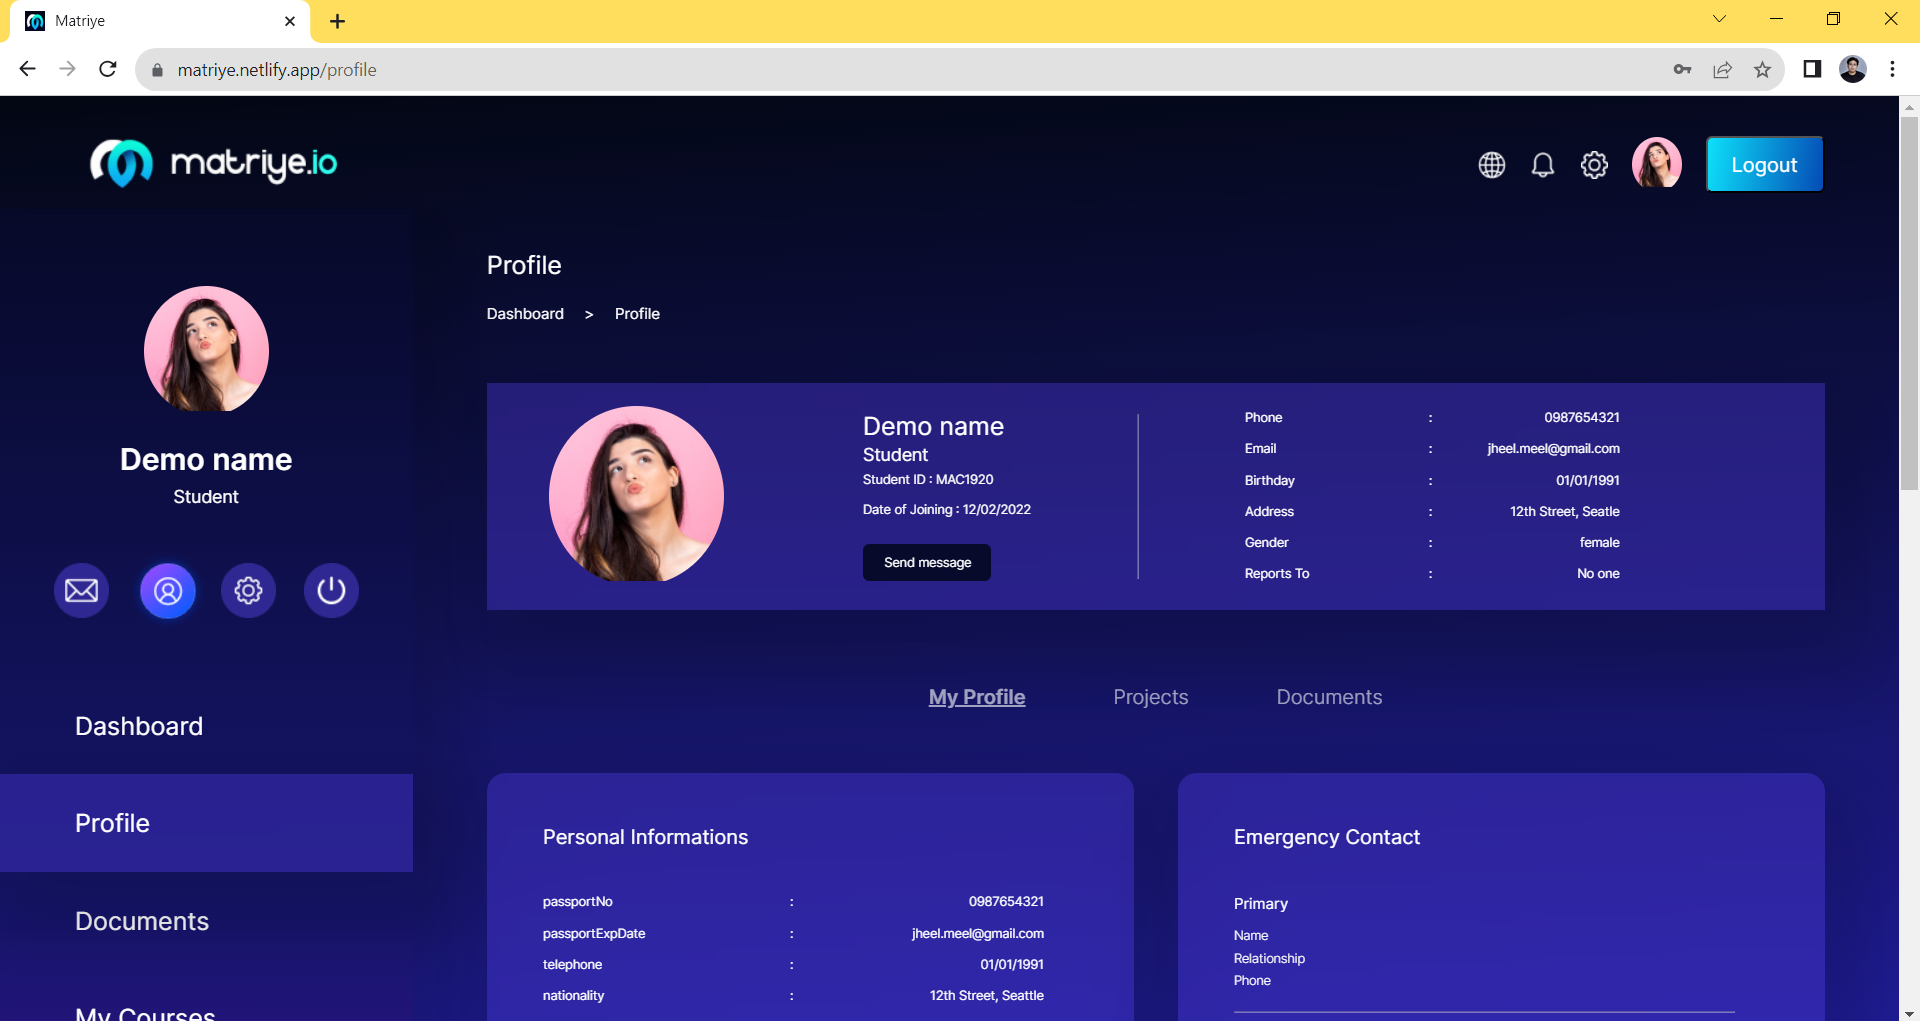 Matriye
matriye.netlify.app/profile
matriye.io
Logout
Demo name
Student
Dashboard
Profile
Documents
My Courses
Profile
Dashboard > Profile
Demo name
Student
Student ID : MAC1920
Date of Joining : 12/02/2022
Send message
Phone : 0987654321
Email : jheel.meel@gmail.com
Birthday : 01/01/1991
Address : 12th Street, Seatle
Gender : female
Reports To : No one
My Profile Projects Documents
Personal Informations
passportNo : 0987654321
passportExpDate : jheel.meel@gmail.com
telephone : 01/01/1991
nationality : 12th Street, Seattle
Emergency Contact
Primary
Name
Relationship
Phone